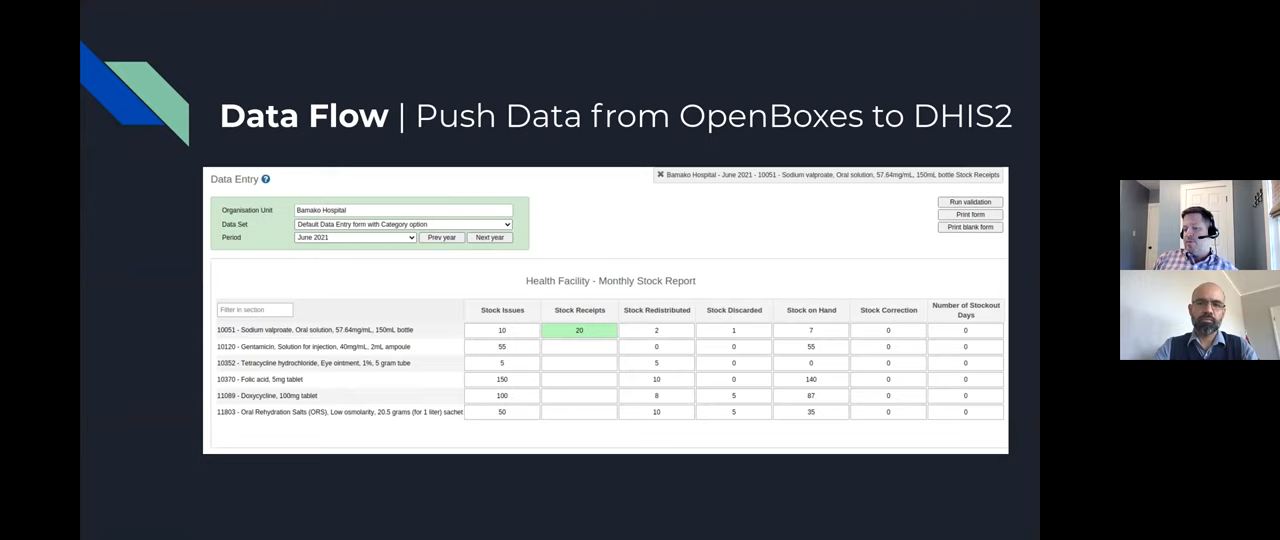 Data Flow | Push Data from OpenBoxes to DHIS2
Data Entry ?
✖ Bamako Hospital - June 2021 - 10051 - Sodium valproate, Oral solution, 57.64mg/mL, 150mL bottle Stock Receipts
Organisation Unit Bamako Hospital
Data Set Default Data Entry form with Category option
Period June 2021 Prev year Next year
Run validation
Print form
Print blank form
Health Facility - Monthly Stock Report
Filter in section Stock Issues Stock Receipts Stock Redistributed Stock Discarded Stock on Hand Stock Correction Number of Stockout Days
10051 - Sodium valproate, Oral solution, 57.64mg/mL, 150mL bottle 10 20 2 1 7 0 0
10120 - Gentamicin, Solution for injection, 40mg/mL, 2mL ampoule 55 0 0 55 0 0
10352 - Tetracycline hydrochloride, Eye ointment, 1%, 5 gram tube 5 5 0 0 0 0
10370 - Folic acid, 5mg tablet 150 10 0 140 0 0
11089 - Doxycycline, 100mg tablet 100 8 5 87 0 0
11803 - Oral Rehydration Salts (ORS), Low osmolarity, 20.5 grams (for 1 liter) sachet 50 10 5 35 0 0